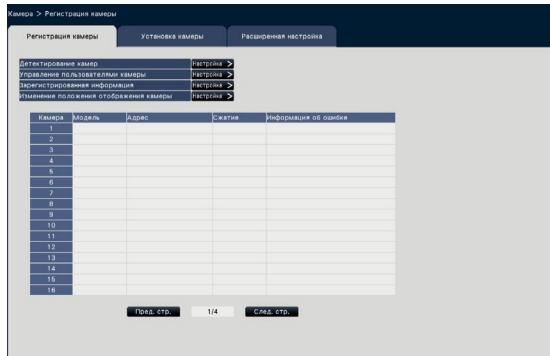 Камера > Регистрация камеры
Регистрация камеры Установка камеры Расширенная настройка
Детектирование камер Настройка >
Управление пользователями камеры Настройка >
Зарегистрированная информация Настройка >
Изменение положения отображения камеры Настройка >
Камера Модель Адрес Сжатие Информация об ошибке
1
2
3
4
5
6
7
8
9
10
11
12
13
14
15
16
Пред. стр. 1/4 След. стр.